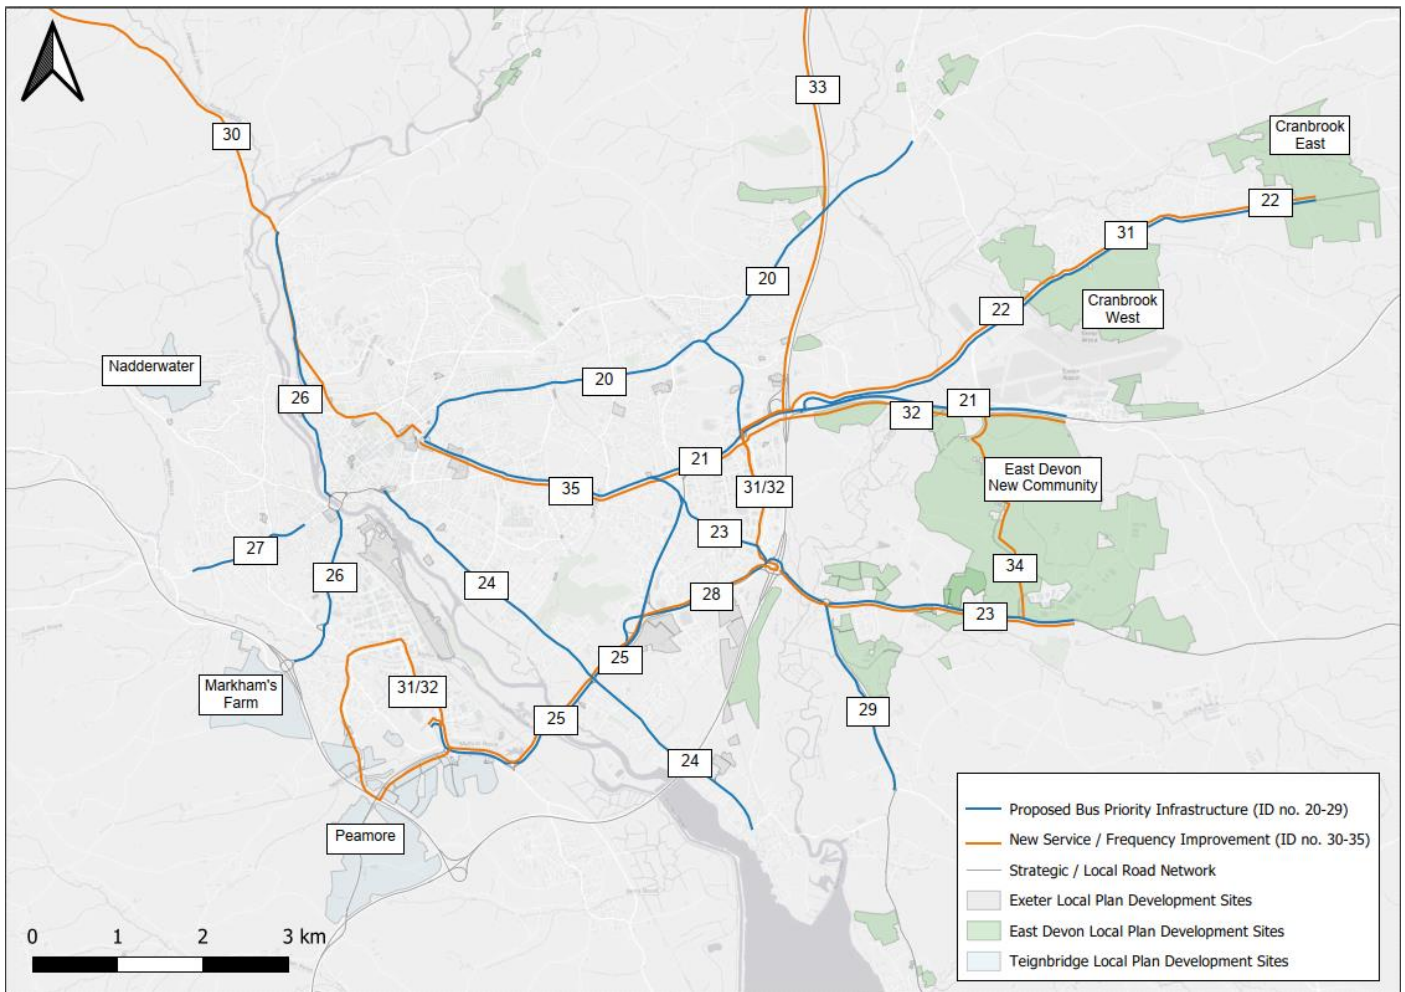 33
30
Cranbrook
East
22
31
20
22
Cranbrook
West
Nadderwater
20
26
32
21
21
East Devon
New Community
35
31/32
23
27
26
24
28
34
23
25
Markham's
Farm
31/32
25
29
24
Peamore
Proposed Bus Priority Infrastructure (ID no. 20-29)
New Service / Frequency Improvement (ID no. 30-35)
Strategic / Local Road Network
Exeter Local Plan Development Sites
East Devon Local Plan Development Sites
Teignbridge Local Plan Development Sites
0 1 2 3 km